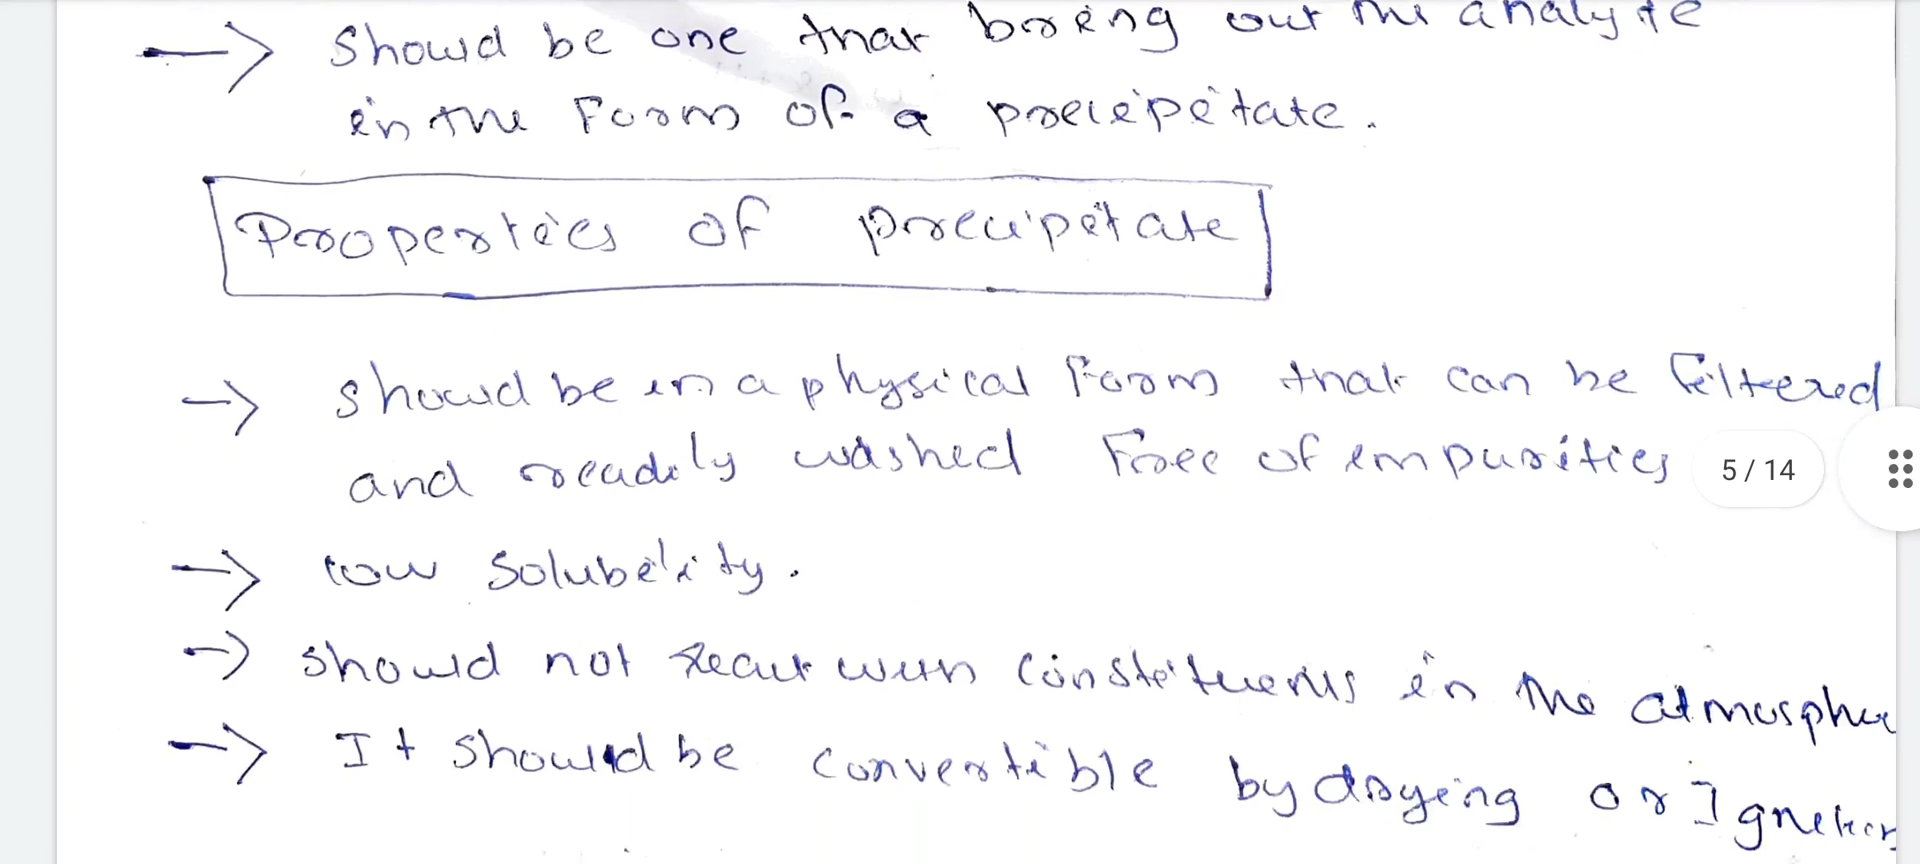 → should be one that bring out the analyte
in the form of a precipitate.
Properties of precipitate
→ should be in a physical form that can be filtered
and readily washed free of impurities
5 / 14
→ low solubility.
→ should not react with constituents in the atmosphere
→ It should be convertible by drying or Ignition